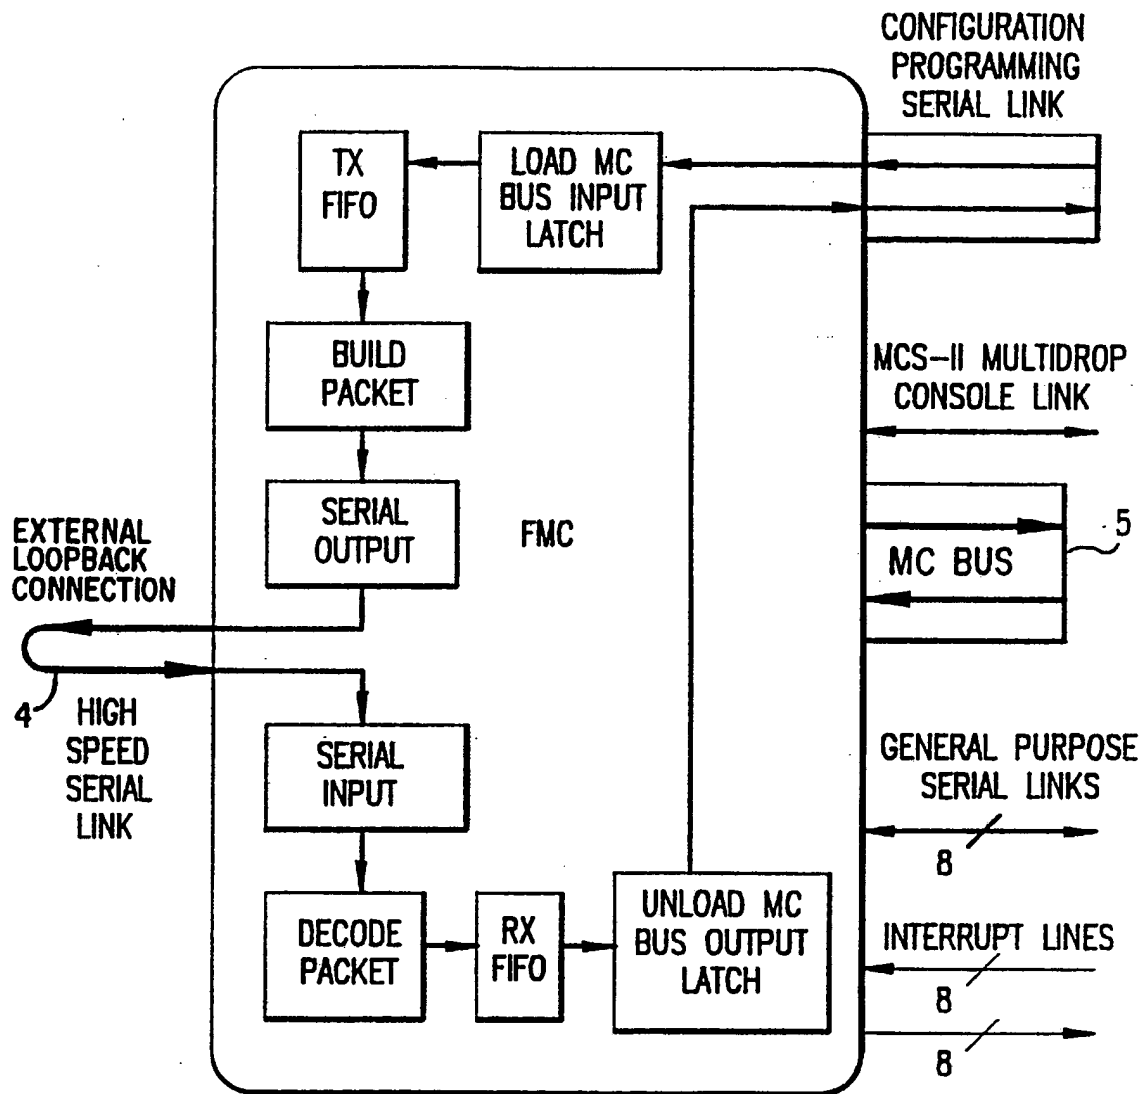 CONFIGURATION
PROGRAMMING
SERIAL LINK
TX
FIFO
LOAD MC
BUS INPUT
LATCH
BUILD
PACKET
MCS-II MULTIDROP
CONSOLE LINK
SERIAL
OUTPUT
FMC
EXTERNAL
LOOPBACK
CONNECTION
MC BUS
5
4
HIGH
SPEED
SERIAL
LINK
SERIAL
INPUT
GENERAL PURPOSE
SERIAL LINKS
8
DECODE
PACKET
RX
FIFO
UNLOAD MC
BUS OUTPUT
LATCH
INTERRUPT LINES
8
8